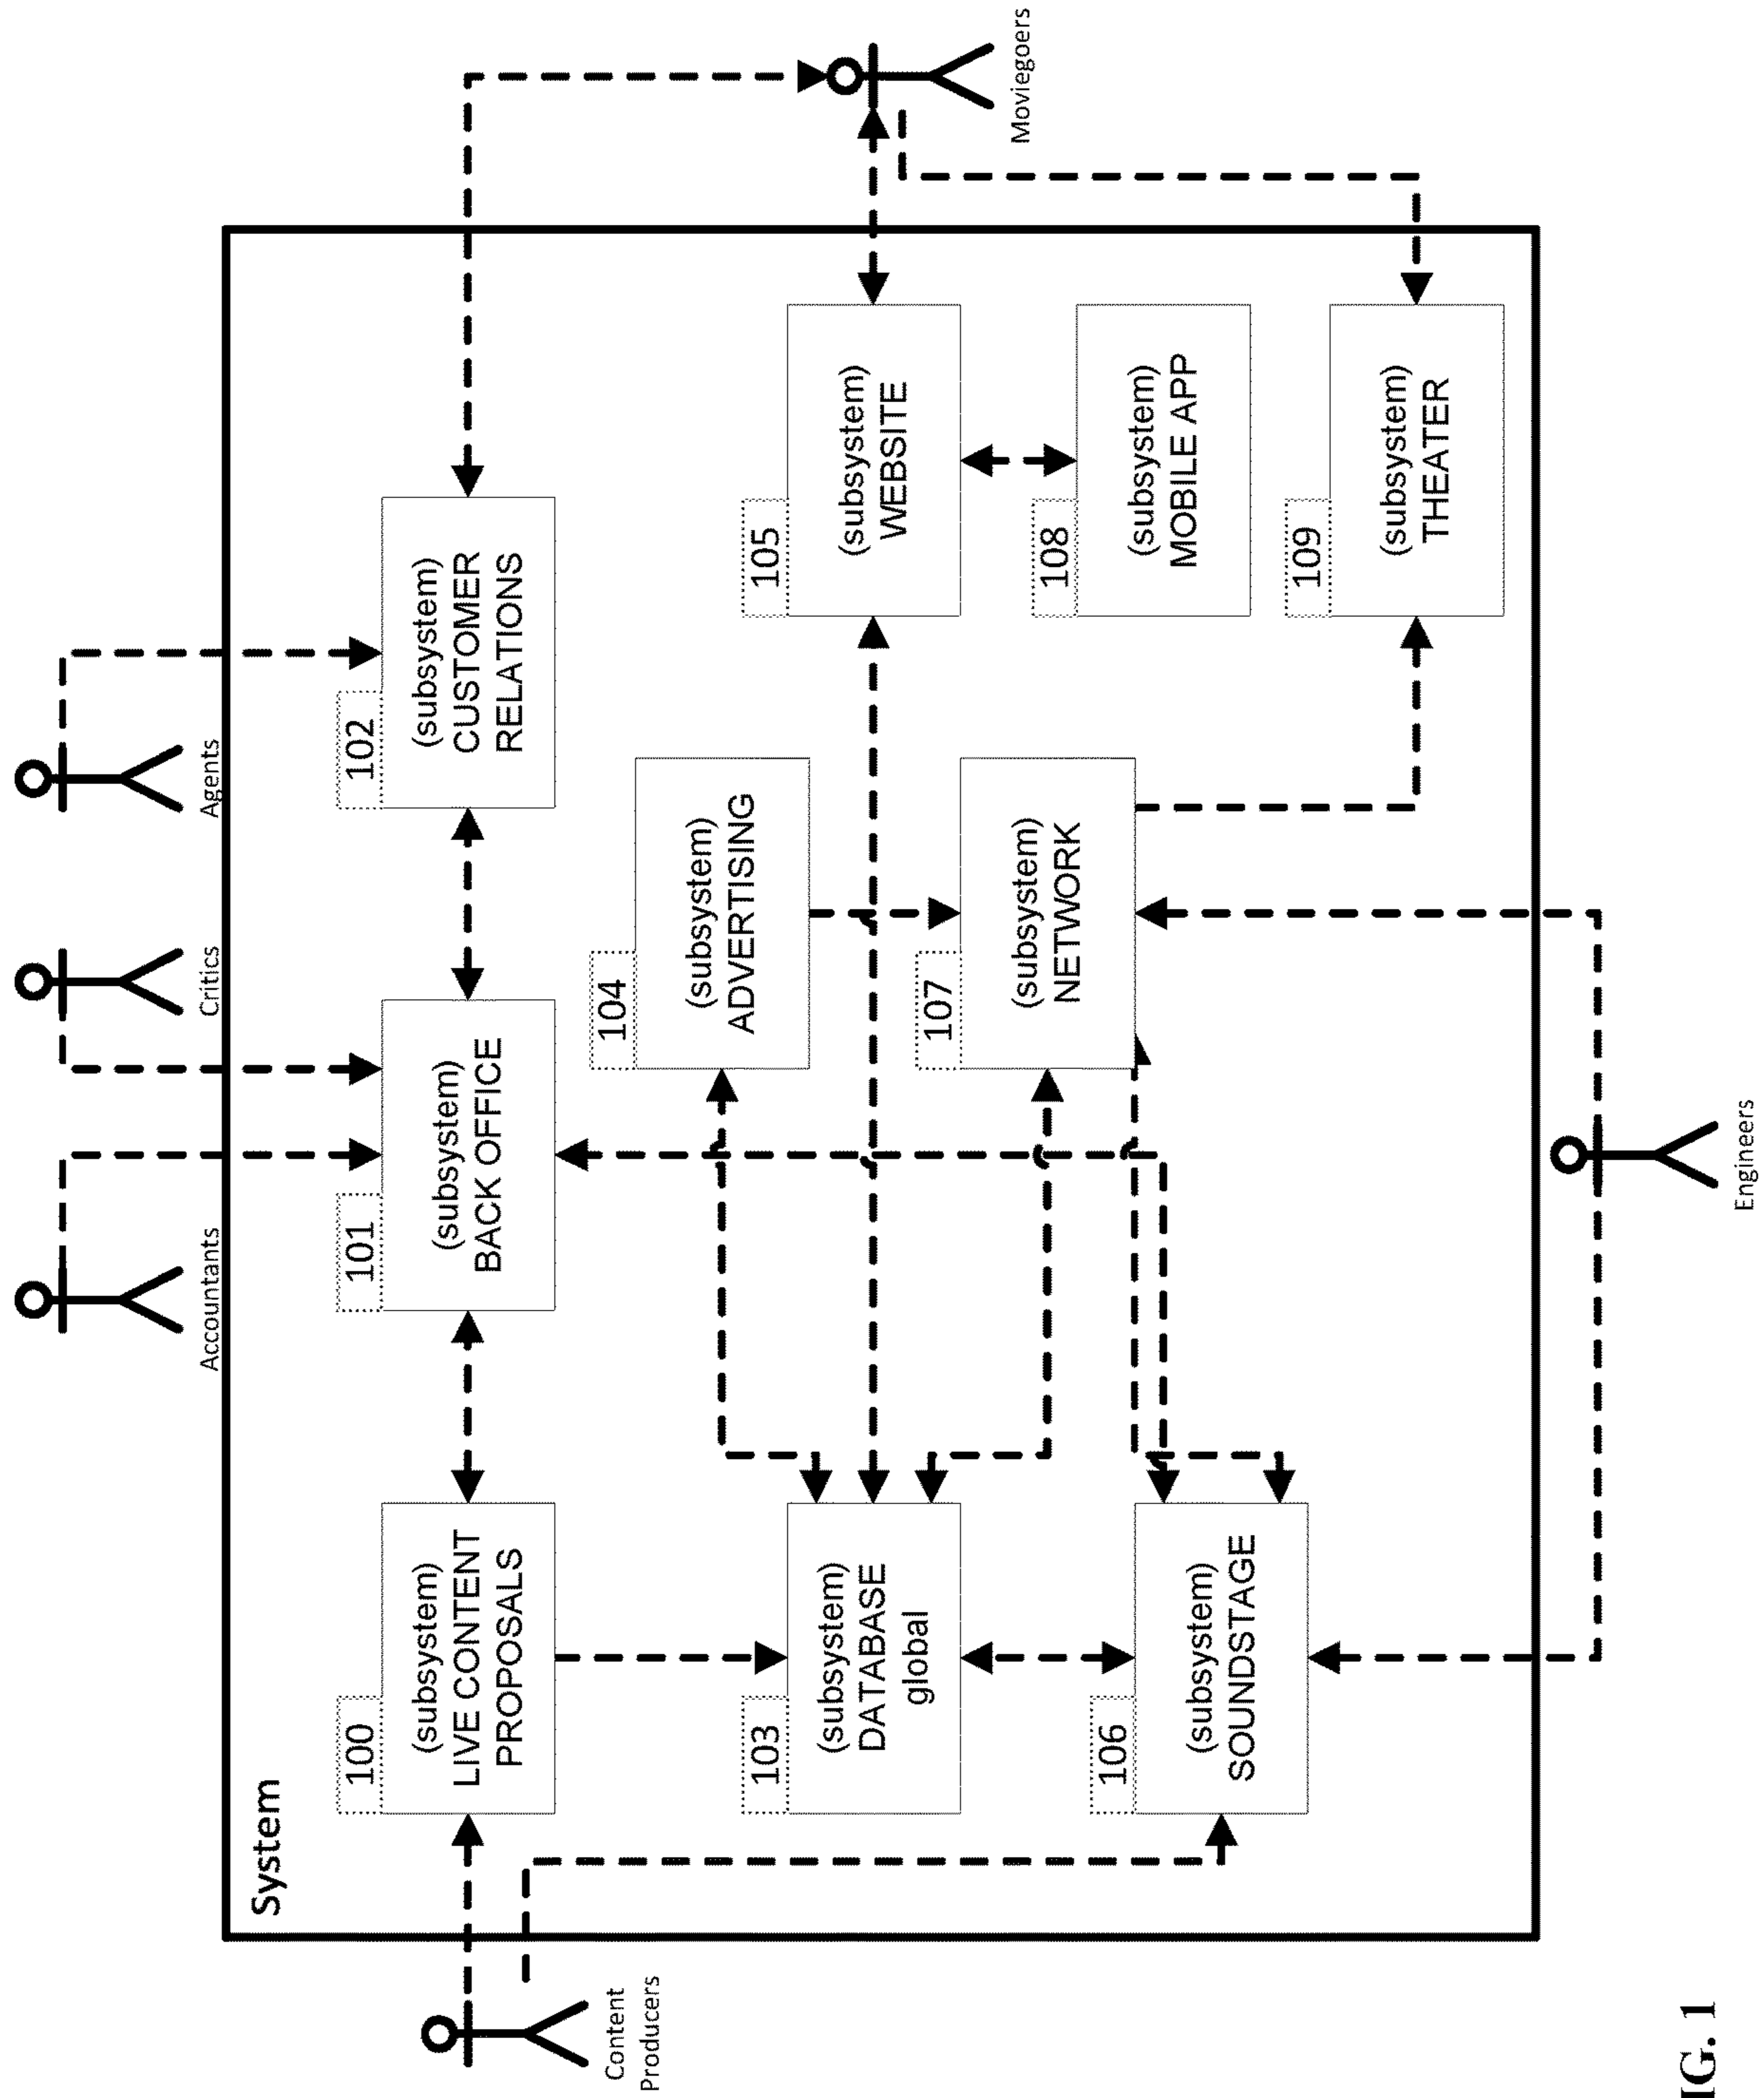 Accountants
Critics
Agents
System
100
(subsystem)
LIVE CONTENT
PROPOSALS
101
(subsystem)
BACK OFFICE
102
(subsystem)
CUSTOMER
RELATIONS
Content
Producers
104
(subsystem)
ADVERTISING
103
(subsystem)
DATABASE
global
105
(subsystem)
WEBSITE
Moviegoers
107
(subsystem)
NETWORK
108
(subsystem)
MOBILE APP
106
(subsystem)
SOUNDSTAGE
109
(subsystem)
THEATER
Engineers
IG. 1